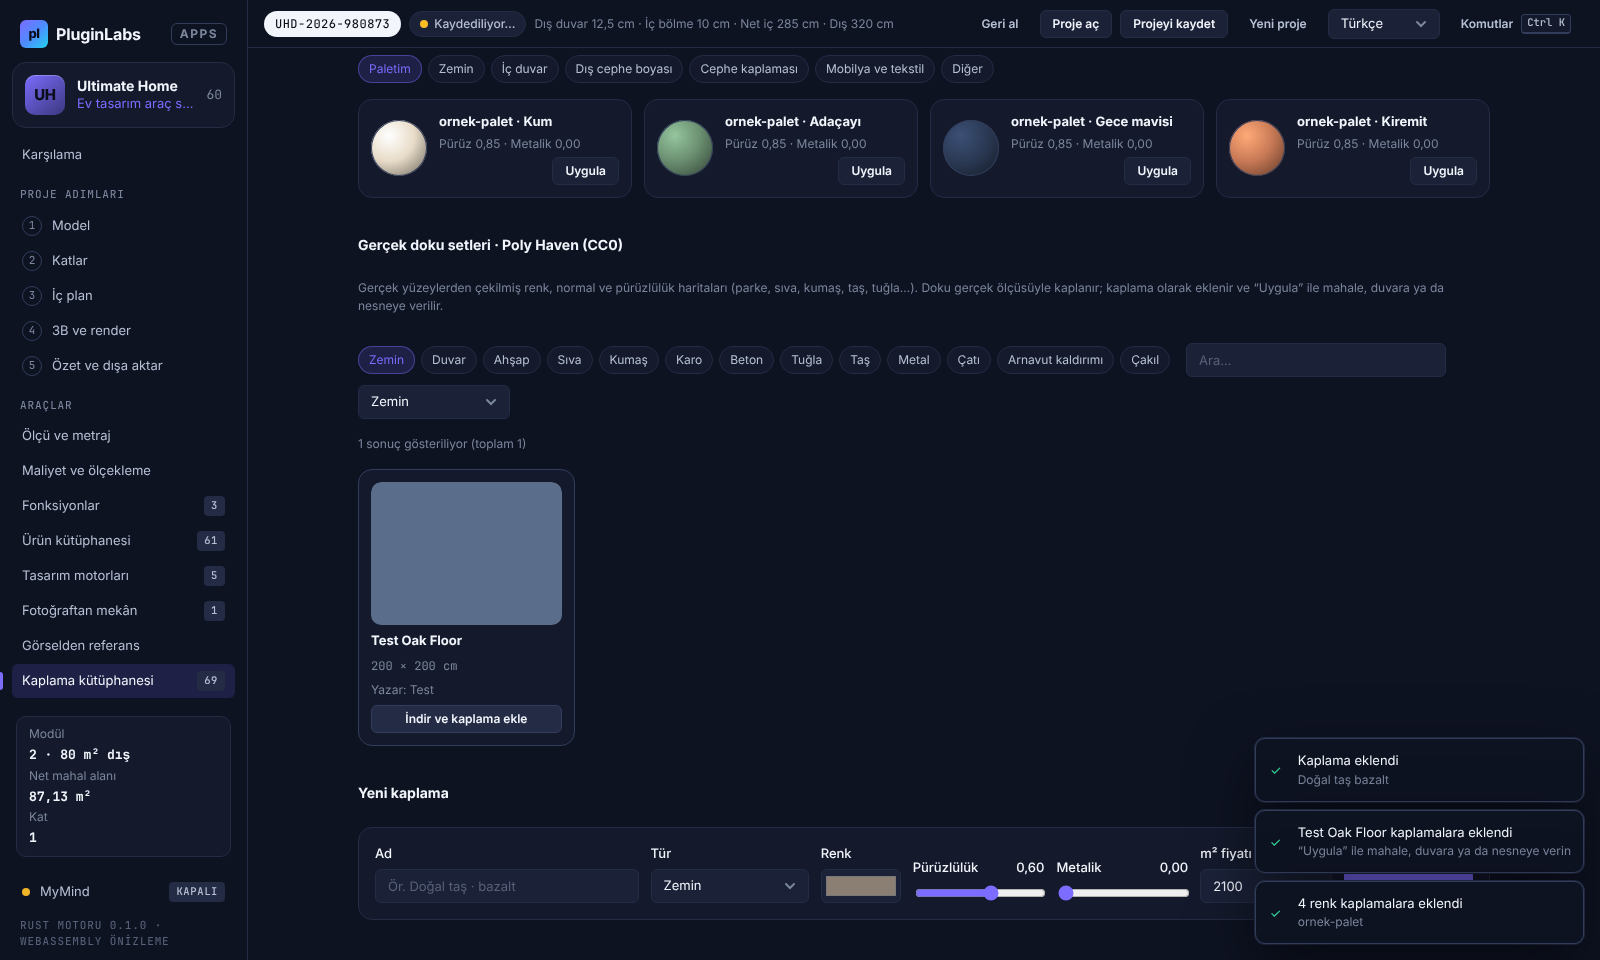 pl PluginLabs APPS
UH Ultimate Home 60
Ev tasarım araç s...
Karşılama
PROJE ADIMLARI
1 Model
2 Katlar
3 İç plan
4 3B ve render
5 Özet ve dışa aktar
ARAÇLAR
Ölçü ve metraj
Maliyet ve ölçekleme
Fonksiyonlar 3
Ürün kütüphanesi 61
Tasarım motorları 5
Fotoğraftan mekân 1
Görselden referans
Kaplama kütüphanesi 69
Modül
2 · 80 m² dış
Net mahal alanı
87,13 m²
Kat
1
MyMind KAPALI
RUST MOTORU 0.1.0 ·
WEBASSEMBLY ÖNİZLEME
UHD-2026-980873 Kaydediliyor... Dış duvar 12,5 cm · İç bölme 10 cm · Net iç 285 cm · Dış 320 cm Geri al Proje aç Projeyi kaydet Yeni proje Türkçe Komutlar Ctrl K
Paletim Zemin İç duvar Dış cephe boyası Cephe kaplaması Mobilya ve tekstil Diğer
ornek-palet · Kum
Pürüz 0,85 · Metalik 0,00
Uygula
ornek-palet · Adaçayı
Pürüz 0,85 · Metalik 0,00
Uygula
ornek-palet · Gece mavisi
Pürüz 0,85 · Metalik 0,00
Uygula
ornek-palet · Kiremit
Pürüz 0,85 · Metalik 0,00
Uygula
Gerçek doku setleri · Poly Haven (CC0)
Gerçek yüzeylerden çekilmiş renk, normal ve pürüzlülük haritaları (parke, sıva, kumaş, taş, tuğla...). Doku gerçek ölçüsüyle kaplanır; kaplama olarak eklenir ve “Uygula” ile mahale, duvara ya da
nesneye verilir.
Zemin Duvar Ahşap Sıva Kumaş Karo Beton Tuğla Taş Metal Çatı Arnavut kaldırımı Çakıl Ara...
Zemin
1 sonuç gösteriliyor (toplam 1)
Test Oak Floor
200 × 200 cm
Yazar: Test
İndir ve kaplama ekle
Yeni kaplama
Ad Tür Renk Pürüzlülük 0,60 Metalik 0,00 m² fiyatı
Ör. Doğal taş · bazalt Zemin 2100
Kaplama eklendi
Doğal taş bazalt
Test Oak Floor kaplamalara eklendi
“Uygula” ile mahale, duvara ya da nesneye verin
4 renk kaplamalara eklendi
ornek-palet